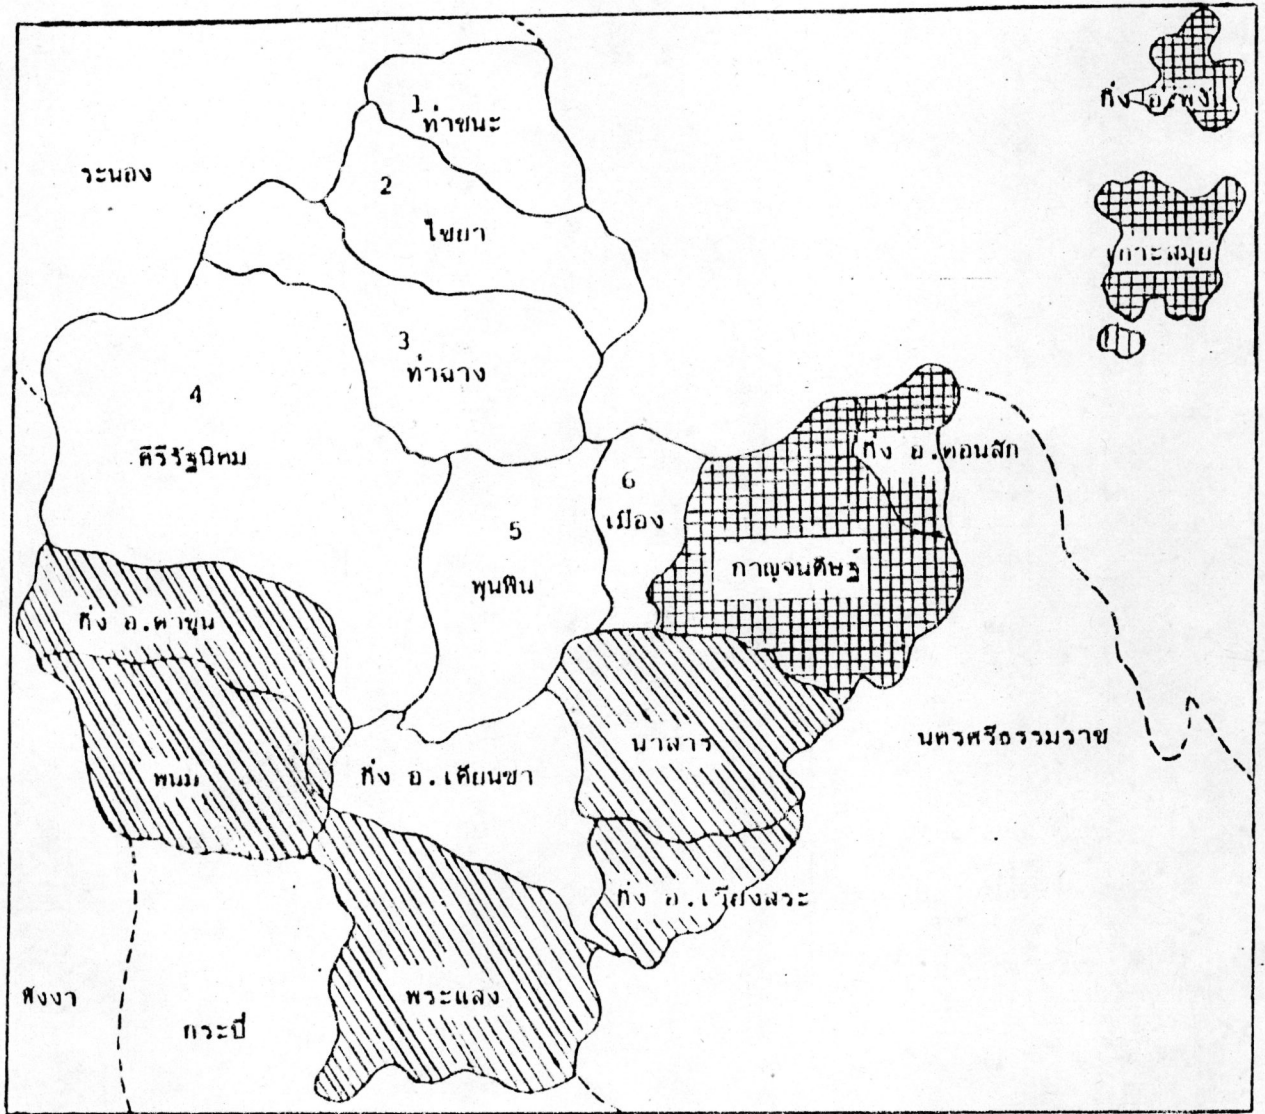 1
ท่าชนะ
กิ่ง อ.พงัน
ระนอง
2
ไชยา
เกาะสมุย
3
ท่าฉาง
4
คีรีรัฐนิคม
กิ่ง อ.ดอนสัก
6
เมือง
5
พุนพิน
กาญจนดิษฐ์
กิ่ง อ.ตาขุน
นาสาร
นครศรีธรรมราช
พนม
กิ่ง อ.เคียนซา
กิ่ง อ.เวียงสระ
พังงา
พระแสง
กระบี่